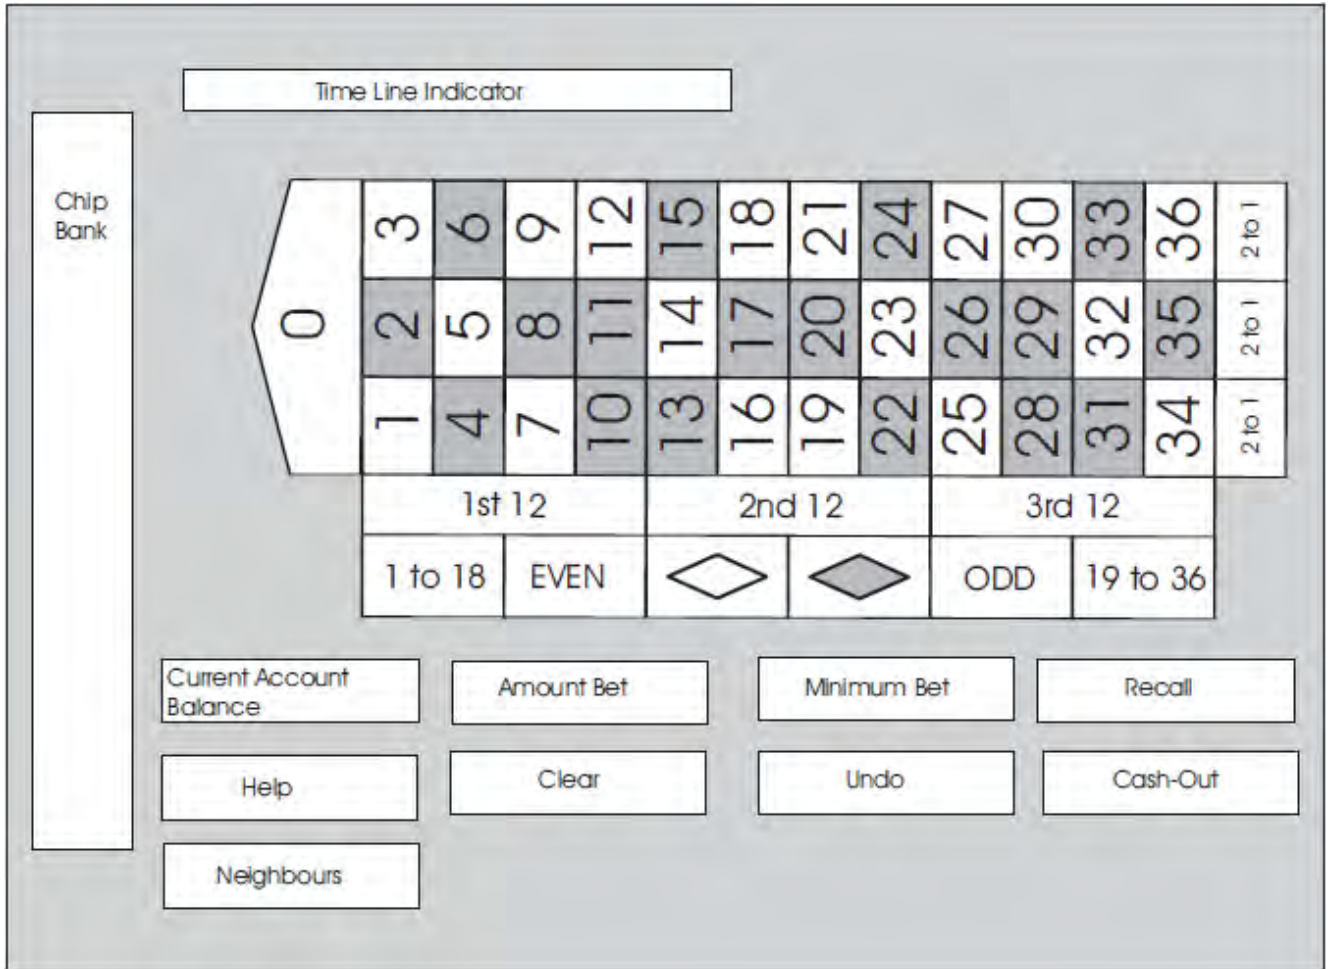 Time Line Indicator
Chip
Bank
3 6 9 12 15 18 21 24 27 30 33 36 2 to 1
0 2 5 8 11 14 17 20 23 26 29 32 35 2 to 1
1 4 7 10 13 16 19 22 25 28 31 34 2 to 1
1st 12 2nd 12 3rd 12
1 to 18 EVEN ODD 19 to 36
Current Account
Balance
Amount Bet
Minimum Bet
Recall
Help
Clear
Undo
Cash-Out
Neighbours